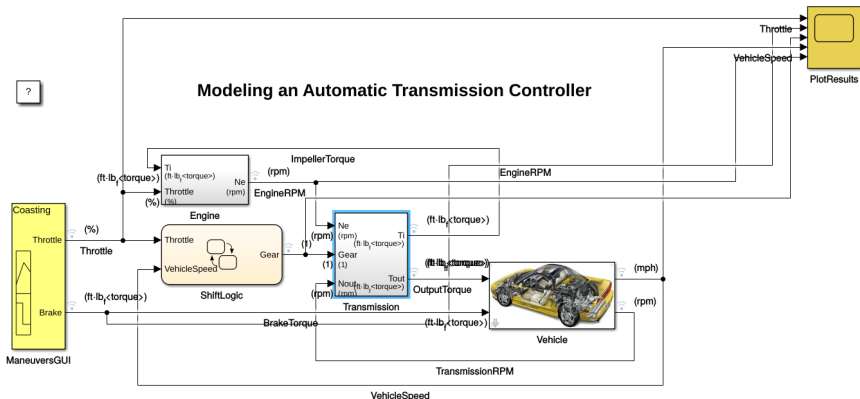 Throttle
VehicleSpeed
PlotResults
?
Modeling an Automatic Transmission Controller
ImpellerTorque
Ti
(ft·lbf<torque>)
(ft·lbf<torque>)
Throttle
(%)
(%)
Ne
(rpm)
(rpm)
EngineRPM
EngineRPM
Engine
Coasting
Throttle
(%)
Throttle
Brake
(ft·lbf<torque>)
ManeuversGUI
Throttle
VehicleSpeed
Gear
(1)
ShiftLogic
Ne
(rpm)
(rpm)
Gear
(1)
(1)
Nout
(rpm)
(rpm)
Ti
(ft·lbf<torque>)
(ft·lbf<torque>)
Tout
(ft·lbf<torque>)
OutputTorque
Transmission
BrakeTorque
(ft·lbf<torque>)
(mph)
(rpm)
Vehicle
TransmissionRPM
VehicleSpeed